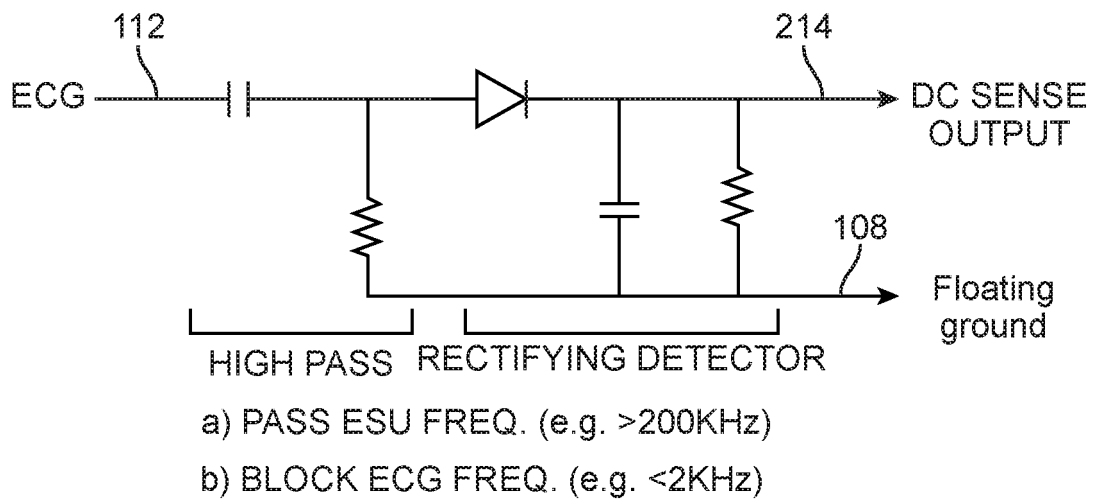 112
214
ECG
DC SENSE
OUTPUT
108
Floating
ground
HIGH PASS
RECTIFYING DETECTOR
a) PASS ESU FREQ. (e.g. >200KHz)
b) BLOCK ECG FREQ. (e.g. <2KHz)